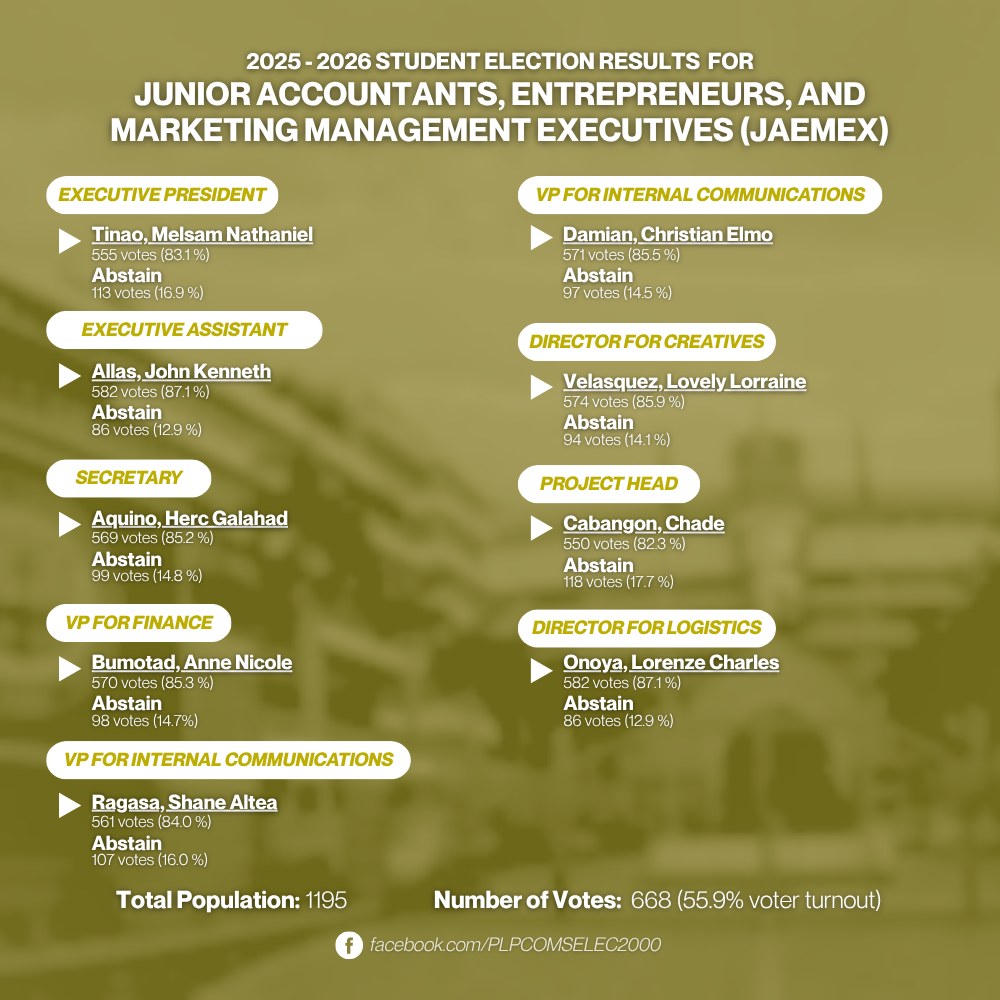 2025 - 2026 STUDENT ELECTION RESULTS FOR
JUNIOR ACCOUNTANTS, ENTREPRENEURS, AND
MARKETING MANAGEMENT EXECUTIVES (JAEMEX)
EXECUTIVE PRESIDENT
Tinao, Melsam Nathaniel
555 votes (83.1 %)
Abstain
113 votes (16.9 %)
EXECUTIVE ASSISTANT
Allas, John Kenneth
582 votes (87.1 %)
Abstain
86 votes (12.9 %)
SECRETARY
Aquino, Herc Galahad
569 votes (85.2 %)
Abstain
99 votes (14.8 %)
VP FOR FINANCE
Bumotad, Anne Nicole
570 votes (85.3 %)
Abstain
98 votes (14.7%)
VP FOR INTERNAL COMMUNICATIONS
Ragasa, Shane Altea
561 votes (84.0 %)
Abstain
107 votes (16.0 %)
VP FOR INTERNAL COMMUNICATIONS
Damian, Christian Elmo
571 votes (85.5 %)
Abstain
97 votes (14.5 %)
DIRECTOR FOR CREATIVES
Velasquez, Lovely Lorraine
574 votes (85.9 %)
Abstain
94 votes (14.1 %)
PROJECT HEAD
Cabangon, Chade
550 votes (82.3 %)
Abstain
118 votes (17.7 %)
DIRECTOR FOR LOGISTICS
Onoya, Lorenze Charles
582 votes (87.1 %)
Abstain
86 votes (12.9 %)
Total Population: 1195
Number of Votes: 668 (55.9% voter turnout)
facebook.com/PLPCOMSELEC2000